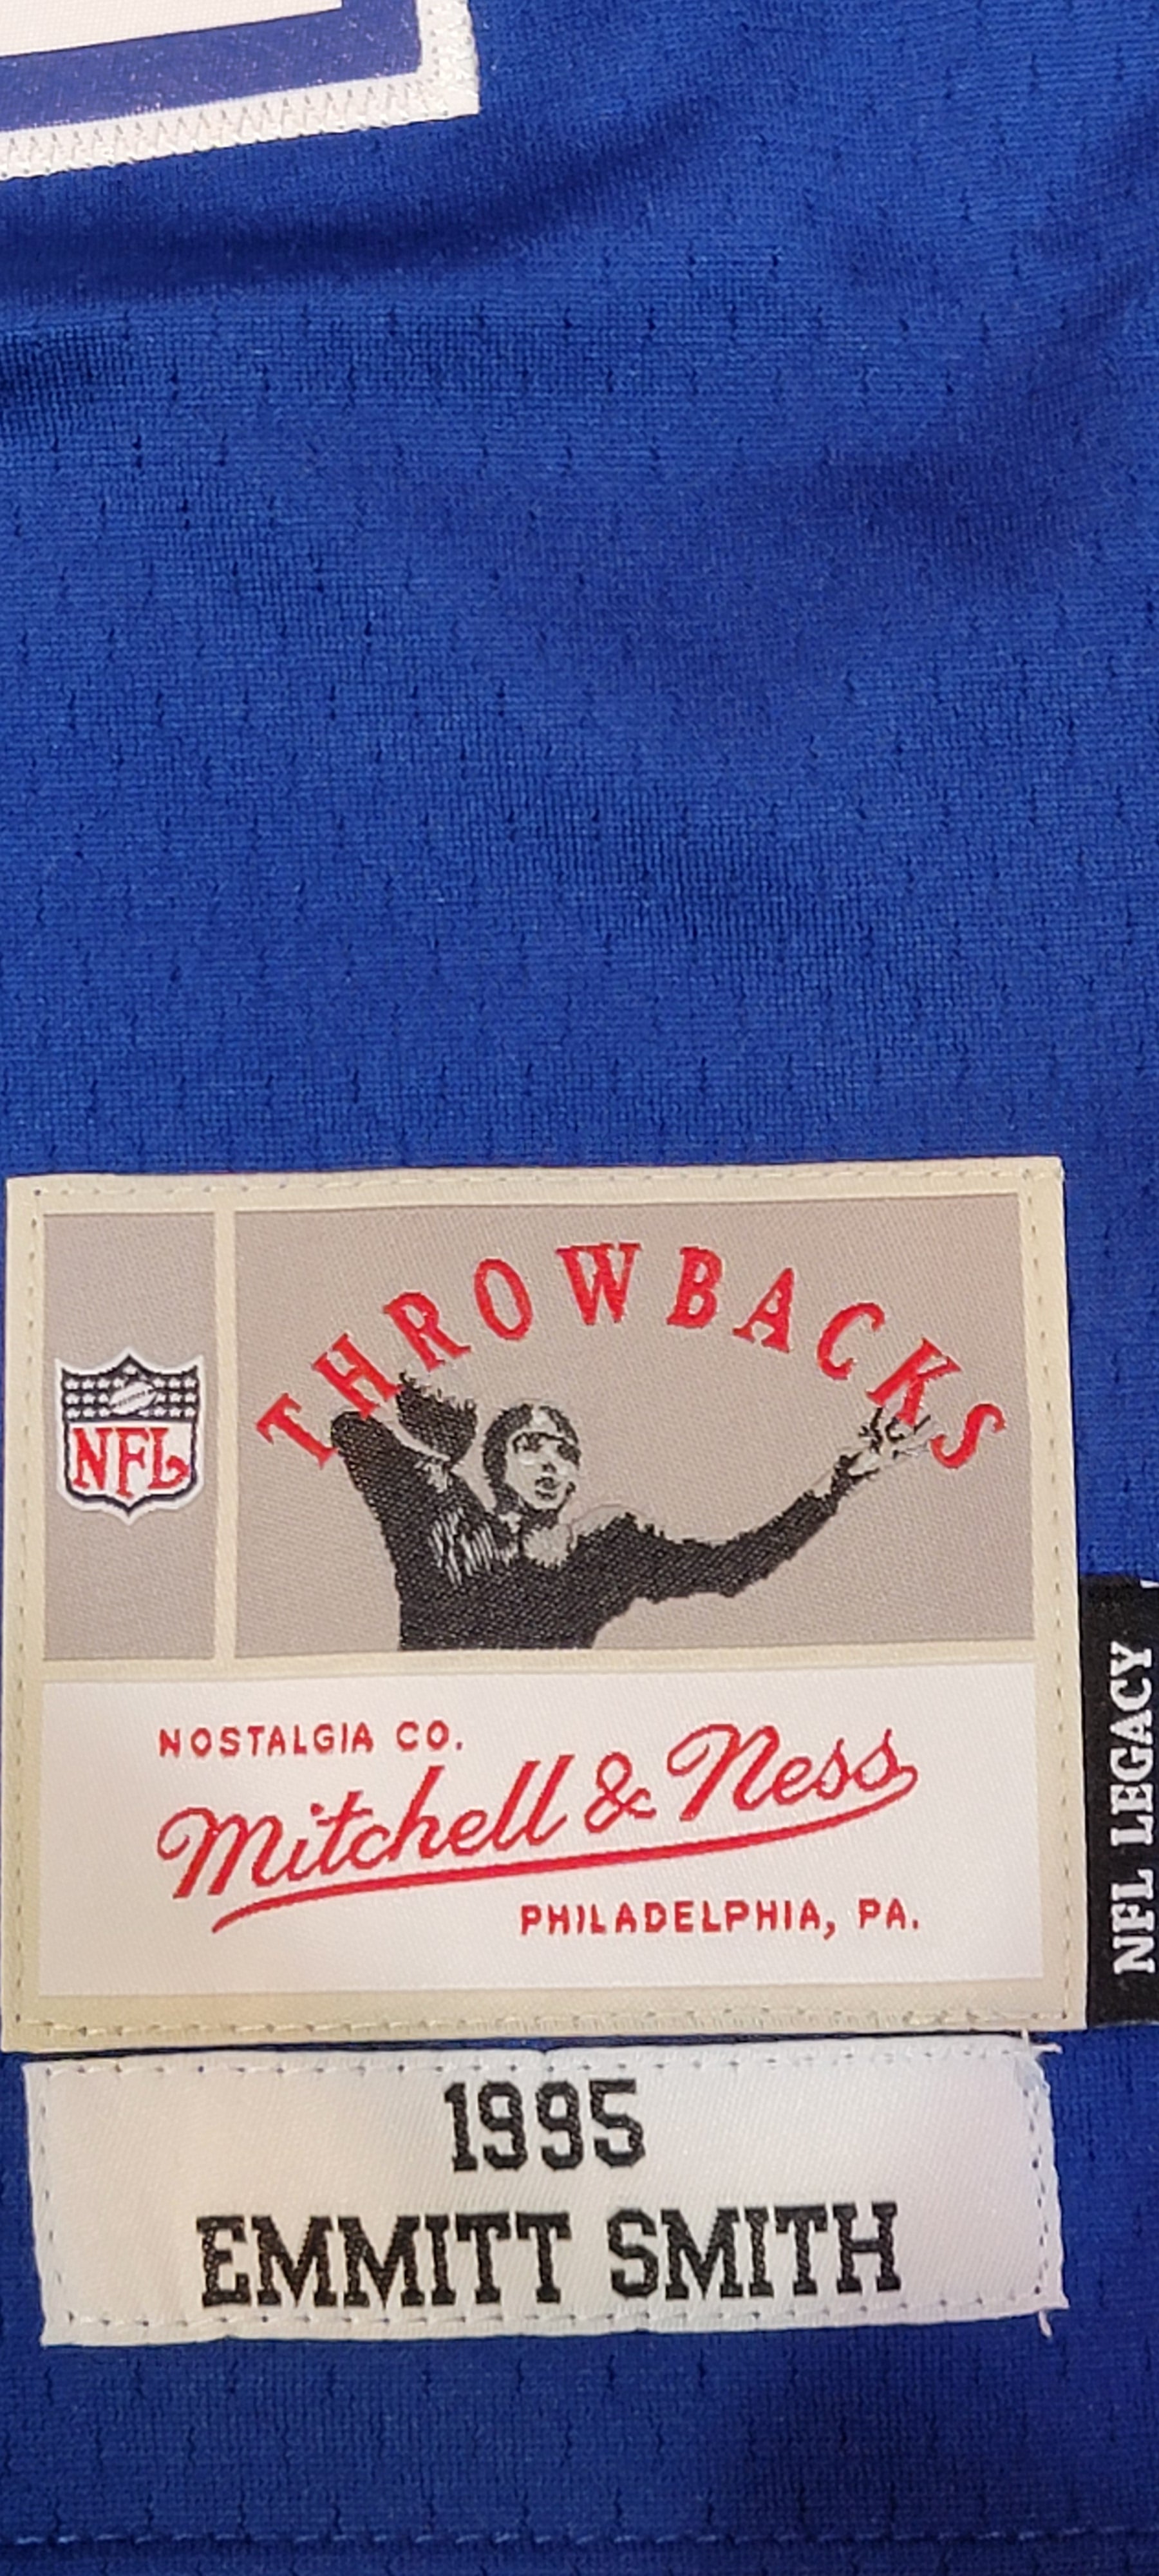 THROWBACKS
NFL
NOSTALGIA CO.
Mitchell & Ness
PHILADELPHIA, PA.
NFL LEGACY
1995
EMMITT SMITH